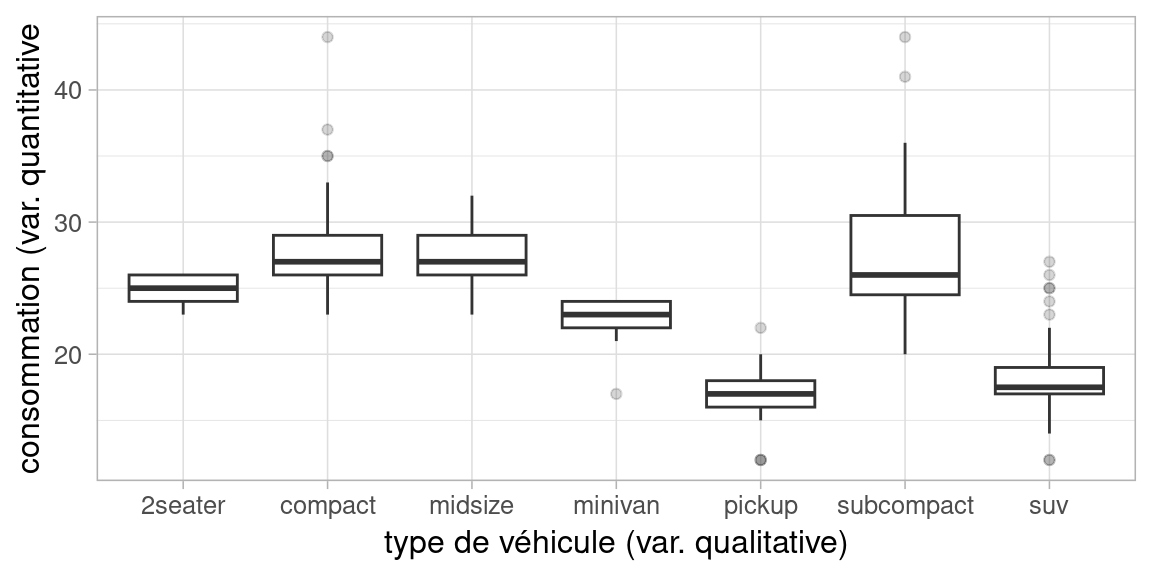 consommation (var. quantitative
40
30
20
2seater compact midsize minivan pickup subcompact suv
type de véhicule (var. qualitative)